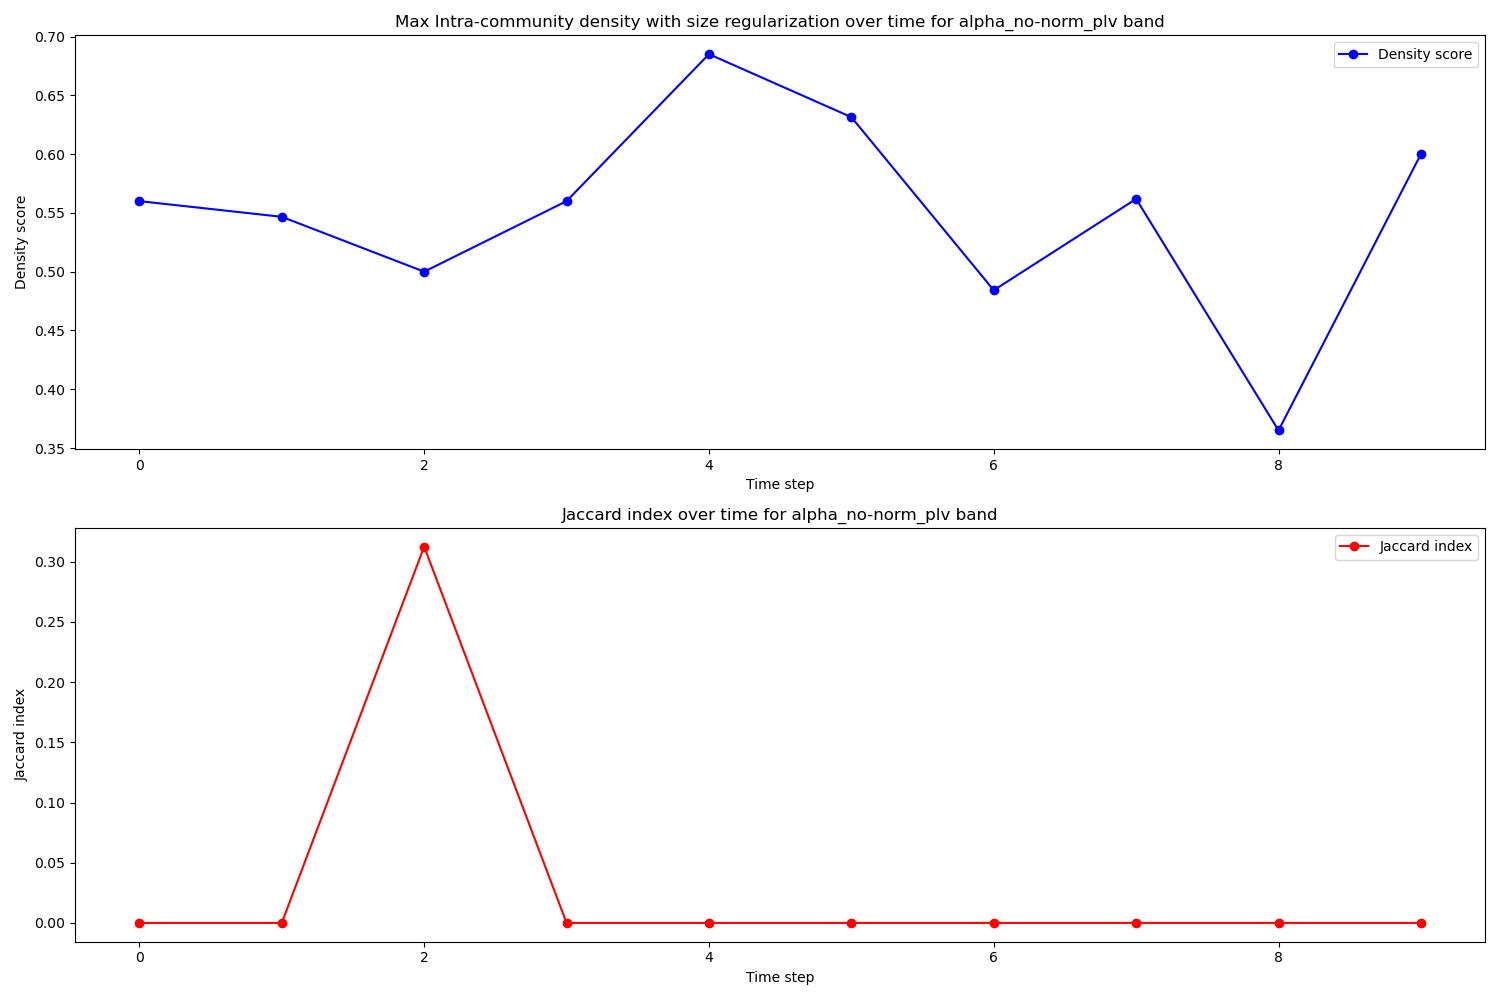 Max Intra-community density with size regularization over time for alpha_no-norm_plv band
Density score
0.70
0.65
0.60
0.55
0.50
0.45
0.40
0.35
Density score
0 2 4 6 8
Time step
Jaccard index over time for alpha_no-norm_plv band
Jaccard index
0.30
0.25
0.20
0.15
0.10
0.05
0.00
Jaccard index
0 2 4 6 8
Time step